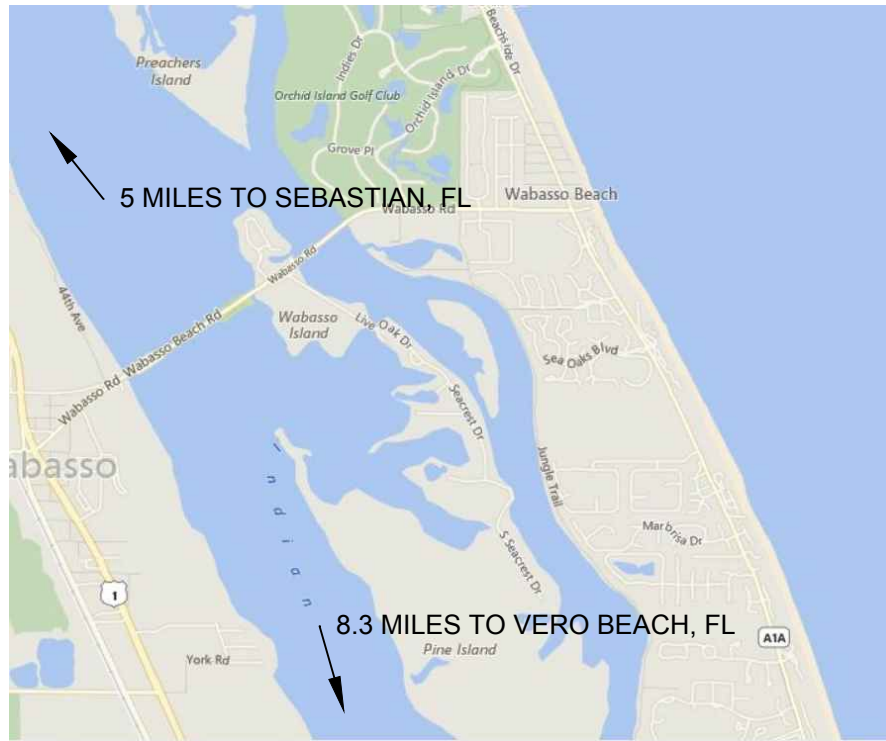 Preachers
Island
Indies Dr
Beachside Dr
Orchid Island Golf Club
Orchid Island Dr
Grove Pl
5 MILES TO SEBASTIAN, FL
Wabasso Beach
Wabasso Rd
Wabasso Rd
44th Ave
Wabasso
Island
Live Oak Dr
Wabasso Rd Wabasso Beach Rd
Sea Oaks Blvd
Seacrest Dr
abasso
Indian
Jungle Trail
Marbrisa Dr
S Seacrest Dr
1
8.3 MILES TO VERO BEACH, FL
A1A
Pine Island
York Rd